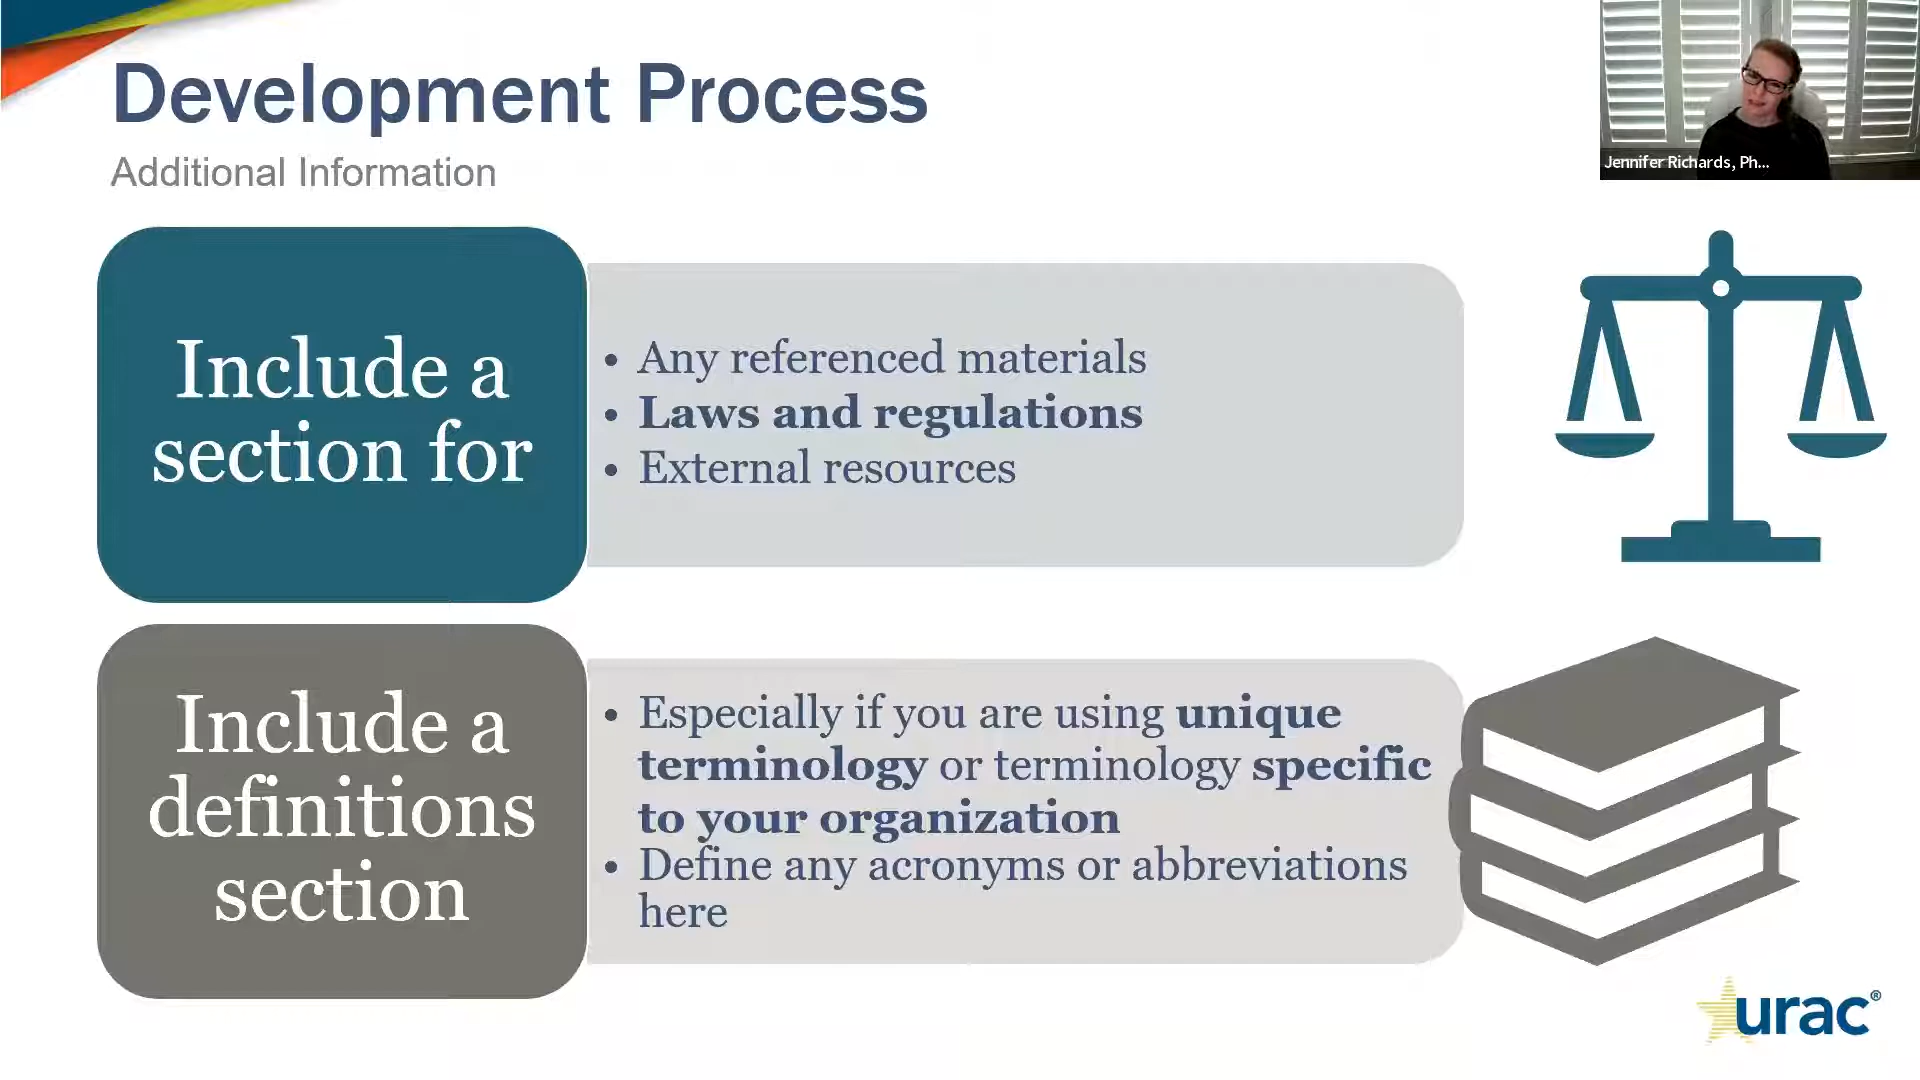 Development Process
Additional Information
Jennifer Richards, Ph...
Include a
section for
• Any referenced materials
• Laws and regulations
• External resources
Include a
definitions
section
• Especially if you are using unique
terminology or terminology specific
to your organization
• Define any acronyms or abbreviations
here
urac®